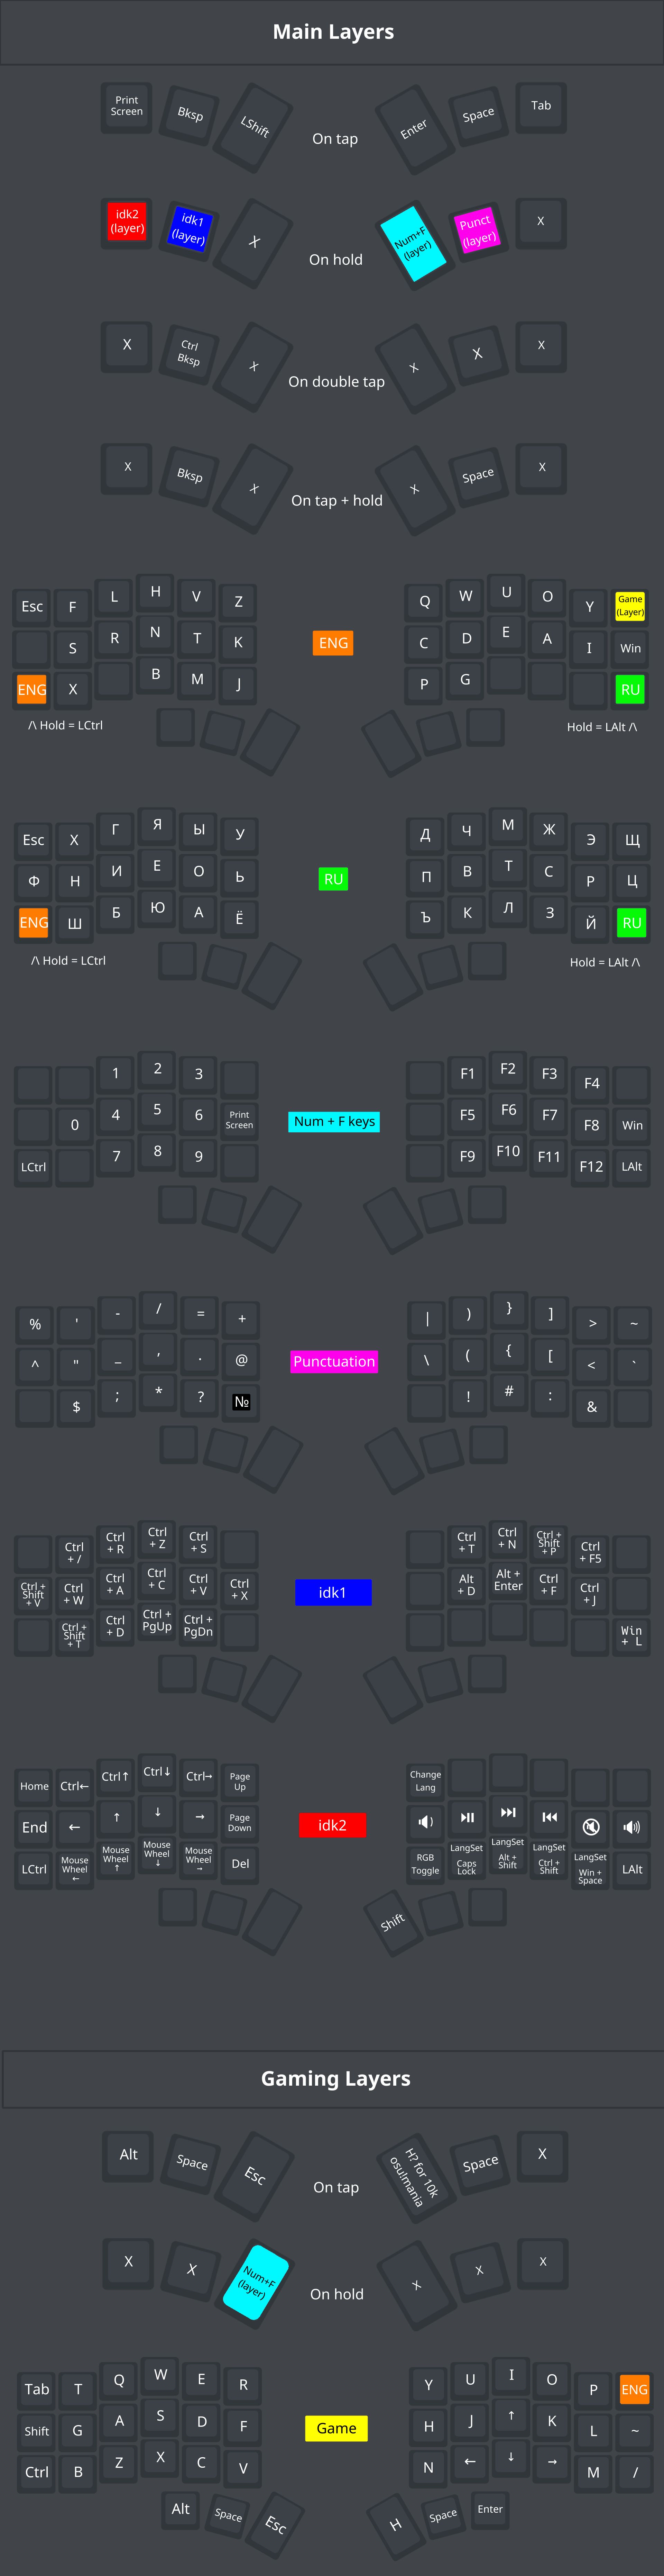 Main Layers
Print
Screen
Bksp
LShift
On tap
Enter
Space
Tab
idk2
(layer)
idk1
(layer)
X
On hold
Num+F
(layer)
Punct
(layer)
X
X
Ctrl
Bksp
X
On double tap
X
X
X
X
Bksp
X
On tap + hold
X
Space
X
Esc F L H V Z
Q W U O Y Game
(Layer)
S R N T K
ENG
C D E A I Win
ENG X B M J
P G RU
/\ Hold = LCtrl
Hold = LAlt /\
Esc Х Г Я Ы У
Д Ч М Ж Э Щ
Ф Н И Е О Ь
RU
П В Т С Р Ц
ENG Ш Б Ю А Ё
Ъ К Л З Й RU
/\ Hold = LCtrl
Hold = LAlt /\
1 2 3
F1 F2 F3 F4
0 4 5 6 Print
Screen
Num + F keys
F5 F6 F7 F8 Win
LCtrl 7 8 9
F9 F10 F11 F12 LAlt
% ' - / = +
| ) } ] > ~
^ " _ , . @
Punctuation
\ ( { [ < `
$ ; * ? №
! # : &
Ctrl
+ /
Ctrl
+ R
Ctrl
+ Z
Ctrl
+ S
Ctrl
+ T
Ctrl
+ N
Ctrl +
Shift
+ P
Ctrl
+ F5
Ctrl +
Shift
+ V
Ctrl
+ W
Ctrl
+ A
Ctrl
+ C
Ctrl
+ V
Ctrl
+ X
idk1
Alt
+ D
Alt +
Enter
Ctrl
+ F
Ctrl
+ J
Ctrl +
Shift
+ T
Ctrl
+ D
Ctrl +
PgUp
Ctrl +
PgDn
Win
+ L
Home
Ctrl←
Ctrl↑
Ctrl↓
Ctrl→
Page
Up
Change
Lang
End
←
↑
↓
→
Page
Down
idk2
LCtrl
Mouse
Wheel
←
Mouse
Wheel
↑
Mouse
Wheel
↓
Mouse
Wheel
→
Del
RGB
Toggle
LangSet
Caps
Lock
LangSet
Alt +
Shift
LangSet
Ctrl +
Shift
LangSet
Win +
Space
LAlt
Shift
Gaming Layers
Alt
Space
Esc
On tap
H? for 10k
osu!mania
Space
X
X
X
Num+F
(layer)
On hold
X
X
X
Tab T Q W E R
Y U I O P ENG
Shift G A S D F
Game
H J ↑ K L ~
Ctrl B Z X C V
N ← ↓ → M /
Alt Space Esc
H Space Enter